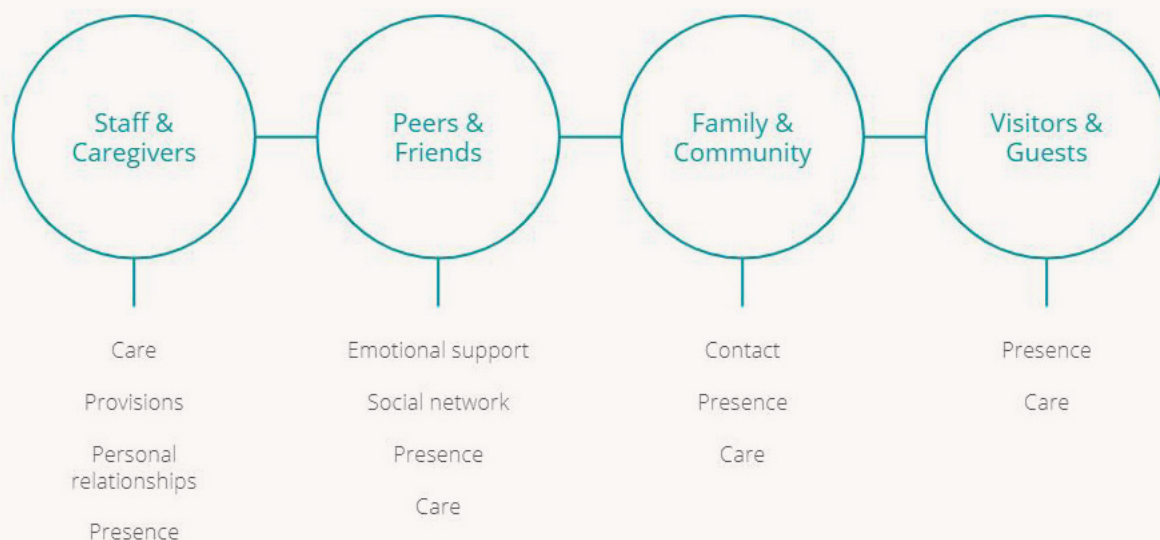 Staff &
Caregivers
Care
Provisions
Personal
relationships
Presence
Peers &
Friends
Emotional support
Social network
Presence
Care
Family &
Community
Contact
Presence
Care
Visitors &
Guests
Presence
Care